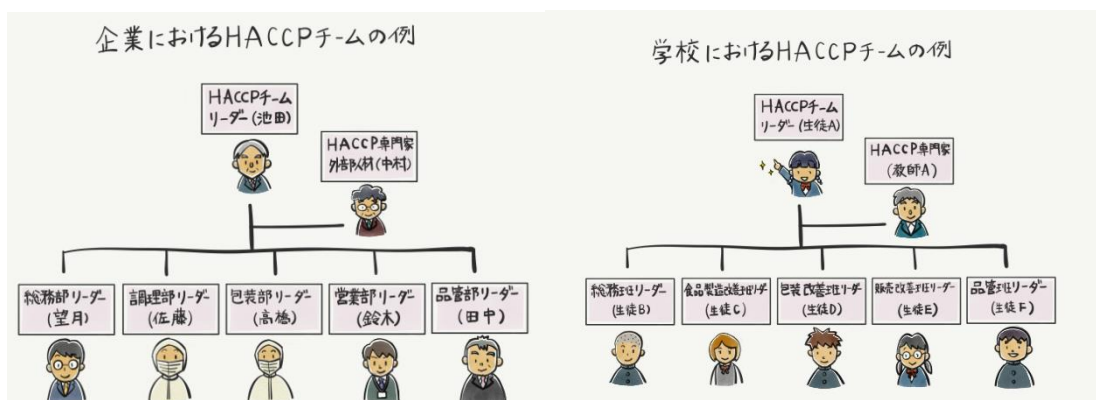 企業におけるHACCPチームの例
HACCPチーム
リーダー(池田)
HACCP専門家
外部人材(中村)
総務部リーダー
(望月)
調理部リーダー
(佐藤)
包装部リーダー
(高橋)
営業部リーダー
(鈴木)
品管部リーダー
(田中)
学校におけるHACCPチームの例
HACCPチーム
リーダー(生徒A)
HACCP専門家
(教師A)
総務班リーダー
(生徒B)
食品製造改善班リーダー
(生徒C)
包装改善班リーダー
(生徒D)
販売改善班リーダー
(生徒E)
品管班リーダー
(生徒F)